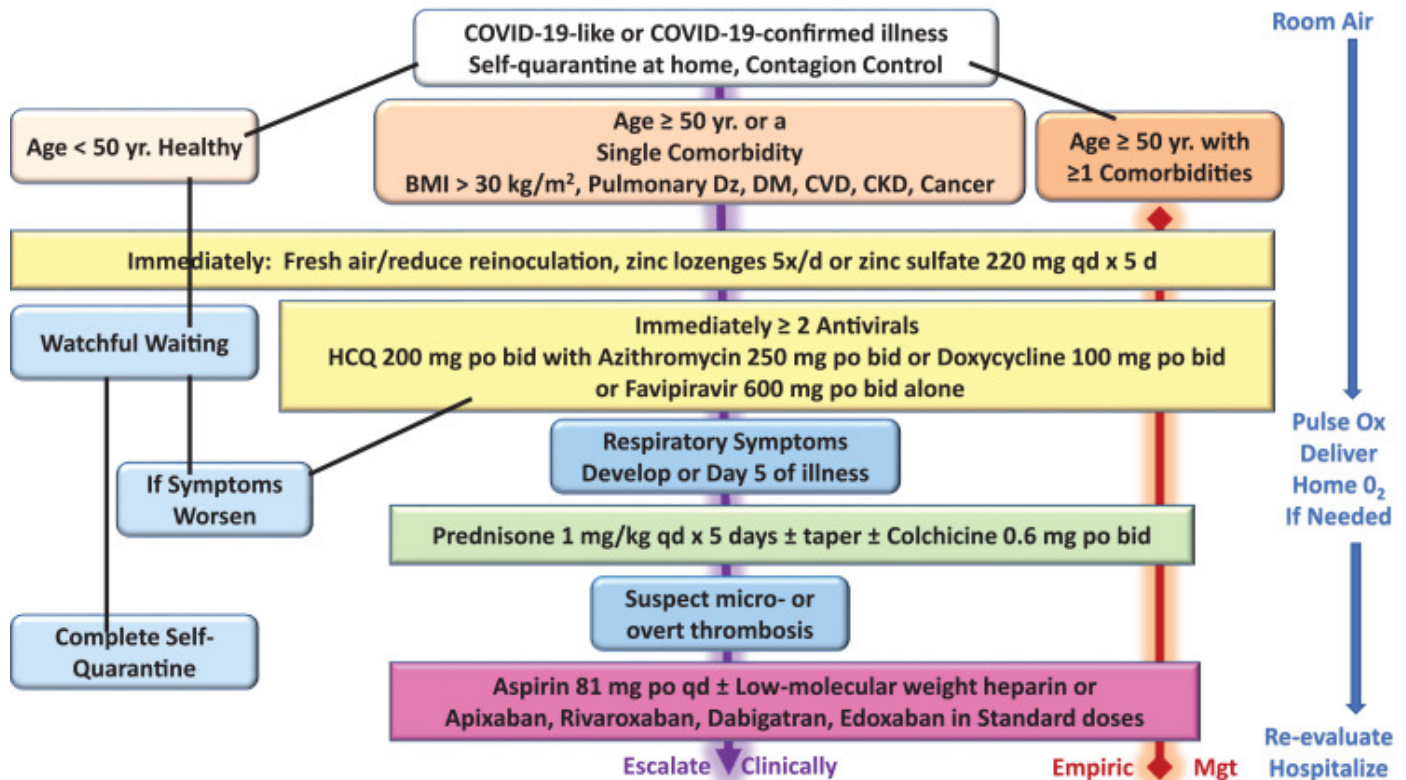 COVID-19-like or COVID-19-confirmed illness
Self-quarantine at home, Contagion Control
Room Air
Age < 50 yr. Healthy
Age ≥ 50 yr. or a
Single Comorbidity
BMI > 30 kg/m², Pulmonary Dz, DM, CVD, CKD, Cancer
Age ≥ 50 yr. with
≥1 Comorbidities
Immediately: Fresh air/reduce reinoculation, zinc lozenges 5x/d or zinc sulfate 220 mg qd x 5 d
Watchful Waiting
Immediately ≥ 2 Antivirals
HCQ 200 mg po bid with Azithromycin 250 mg po bid or Doxycycline 100 mg po bid
or Favipiravir 600 mg po bid alone
Pulse Ox
Deliver
Home 0₂
If Needed
Respiratory Symptoms
Develop or Day 5 of illness
If Symptoms
Worsen
Prednisone 1 mg/kg qd x 5 days ± taper ± Colchicine 0.6 mg po bid
Suspect micro- or
overt thrombosis
Complete Self-
Quarantine
Aspirin 81 mg po qd ± Low-molecular weight heparin or
Apixaban, Rivaroxaban, Dabigatran, Edoxaban in Standard doses
Escalate Clinically
Empiric Mgt
Re-evaluate
Hospitalize